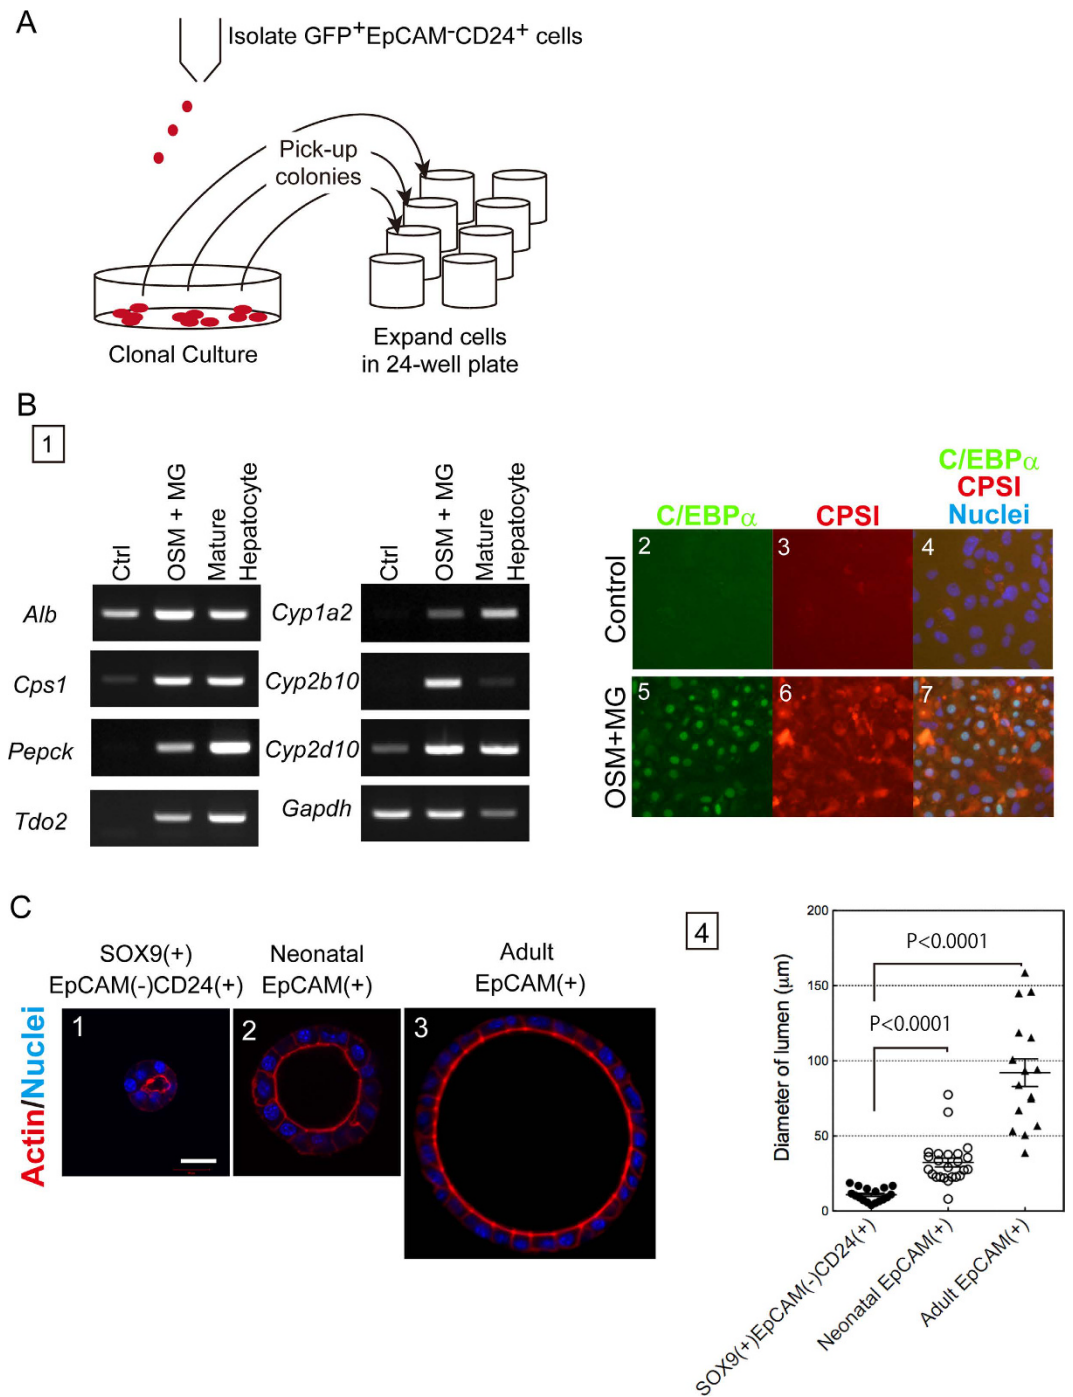 A
Isolate GFP⁺EpCAM⁻CD24⁺ cells
Pick-up
colonies
Clonal Culture
Expand cells
in 24-well plate
B
1
Ctrl
OSM + MG
Mature
Hepatocyte
Alb
Cps1
Pepck
Tdo2
Ctrl
OSM + MG
Mature
Hepatocyte
Cyp1a2
Cyp2b10
Cyp2d10
Gapdh
C/EBPα
CPSI
C/EBPα
CPSI
Nuclei
Control
2
3
4
OSM+MG
5
6
7
C
SOX9(+)
EpCAM(-)CD24(+)
Neonatal
EpCAM(+)
Adult
EpCAM(+)
Actin/Nuclei
1
2
3
4
Diameter of lumen (μm)
200
150
100
50
0
P<0.0001
P<0.0001
SOX9(+)EpCAM(-)CD24(+)
Neonatal EpCAM(+)
Adult EpCAM(+)